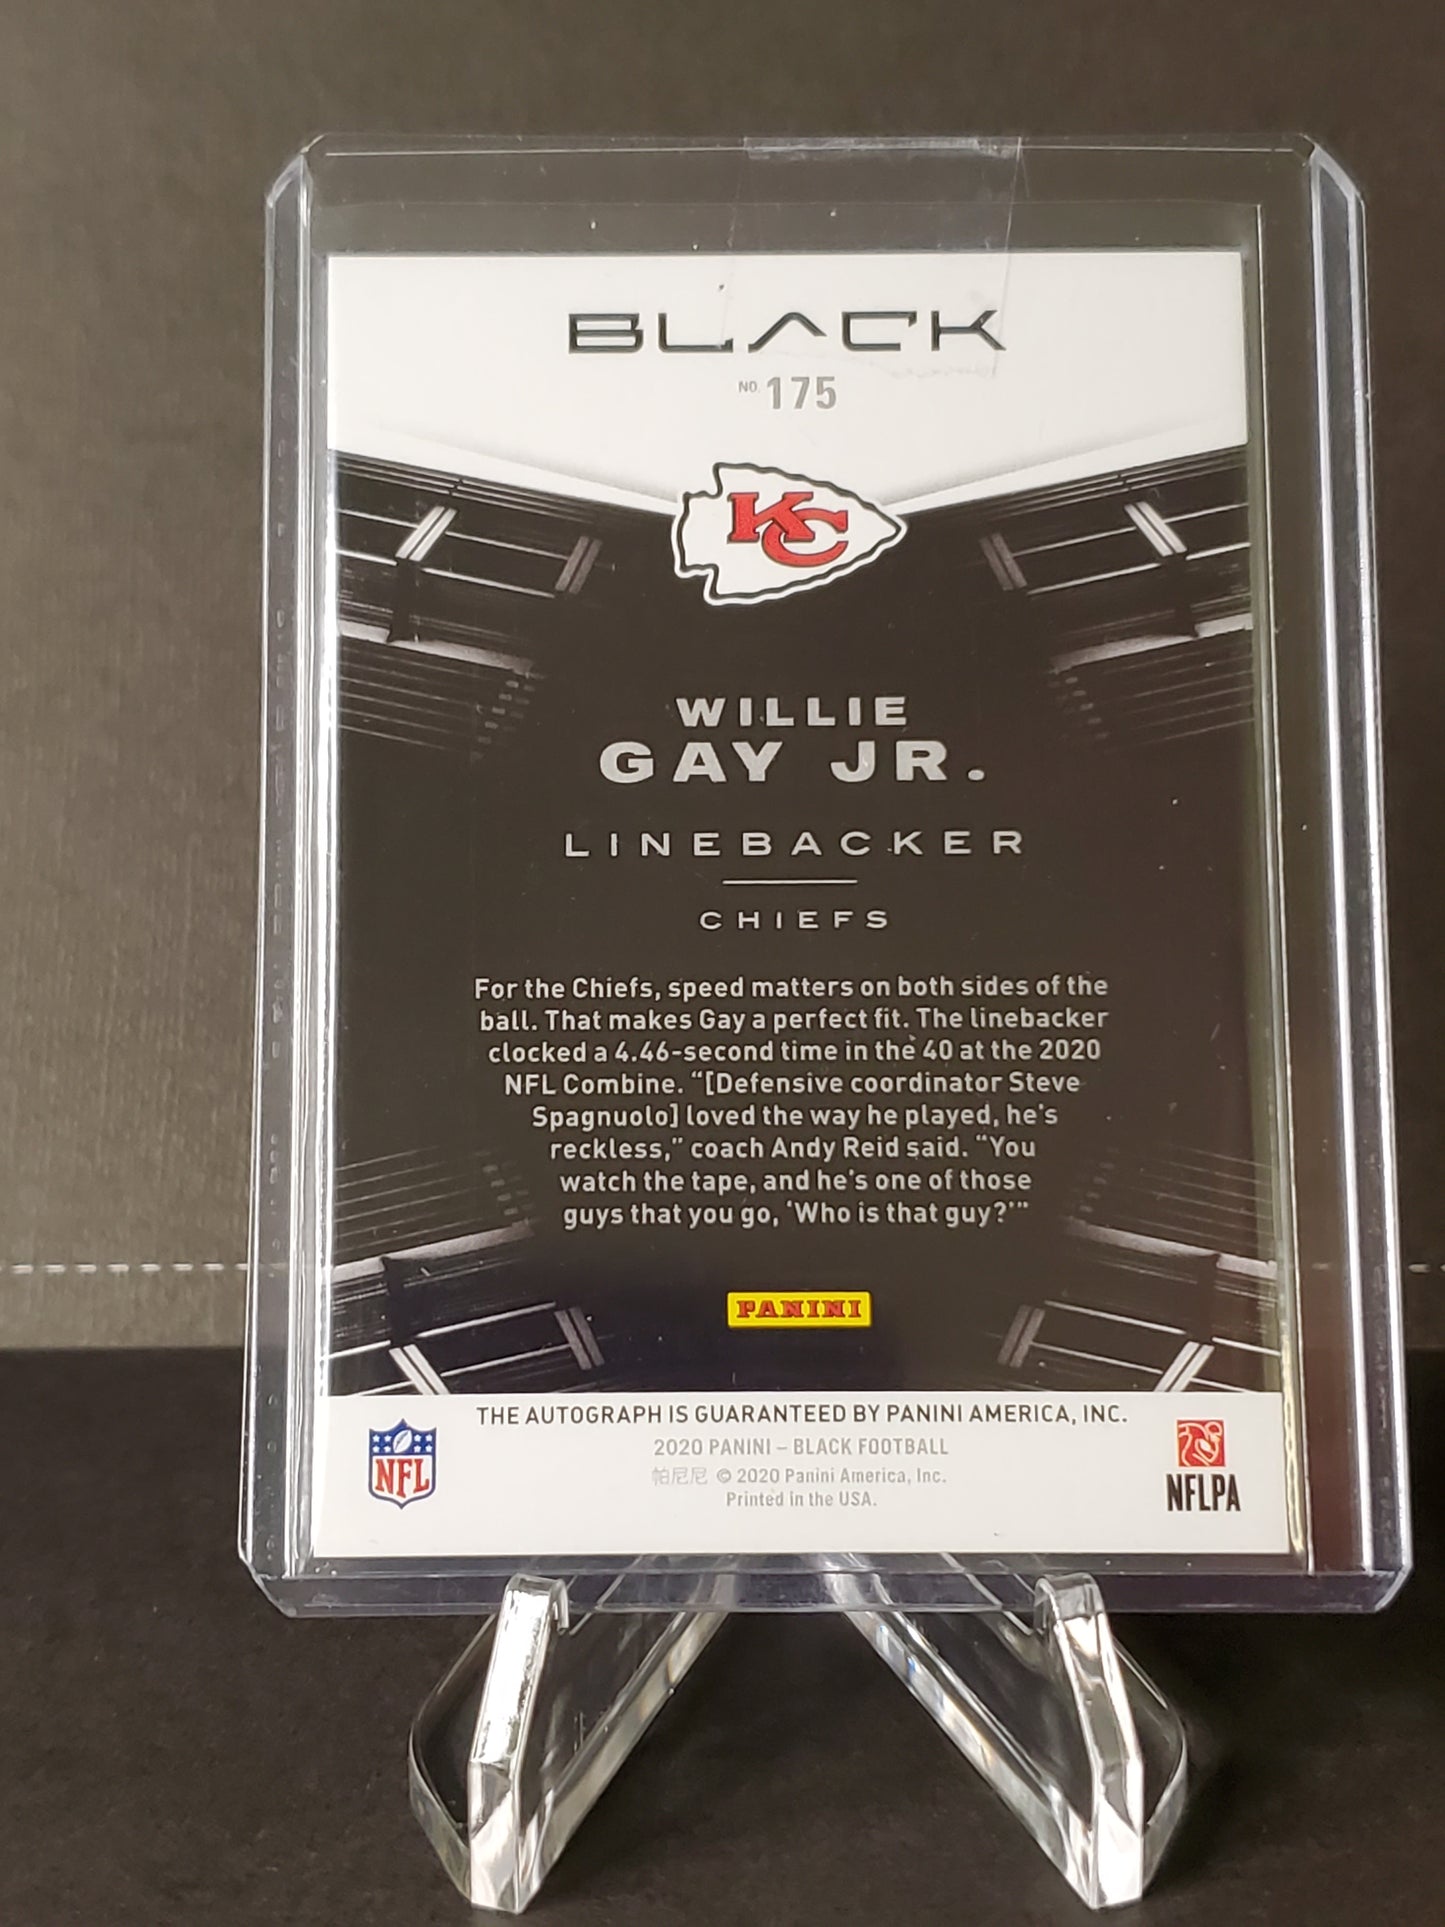 BLACK
NO. 175
KC
WILLIE
GAY JR.
LINEBACKER
CHIEFS
For the Chiefs, speed matters on both sides of the
ball. That makes Gay a perfect fit. The linebacker
clocked a 4.46-second time in the 40 at the 2020
NFL Combine. “[Defensive coordinator Steve
Spagnuolo] loved the way he played, he's
reckless,” coach Andy Reid said. “You
watch the tape, and he's one of those
guys that you go, ‘Who is that guy?’”
PANINI
THE AUTOGRAPH IS GUARANTEED BY PANINI AMERICA, INC.
2020 PANINI – BLACK FOOTBALL
帕尼尼 © 2020 Panini America, Inc.
Printed in the USA.
NFL
NFLPA